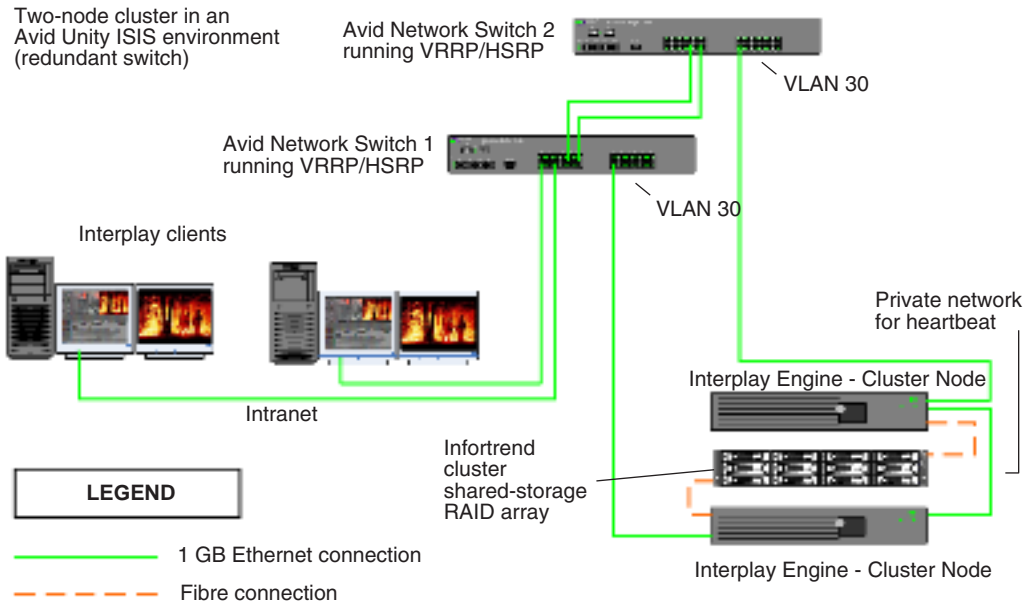 Two-node cluster in an
Avid Unity ISIS environment
(redundant switch)
Avid Network Switch 2
running VRRP/HSRP
VLAN 30
Avid Network Switch 1
running VRRP/HSRP
VLAN 30
Interplay clients
Private network
for heartbeat
Interplay Engine - Cluster Node
Intranet
Infortrend
cluster
shared-storage
RAID array
LEGEND
1 GB Ethernet connection
Interplay Engine - Cluster Node
Fibre connection